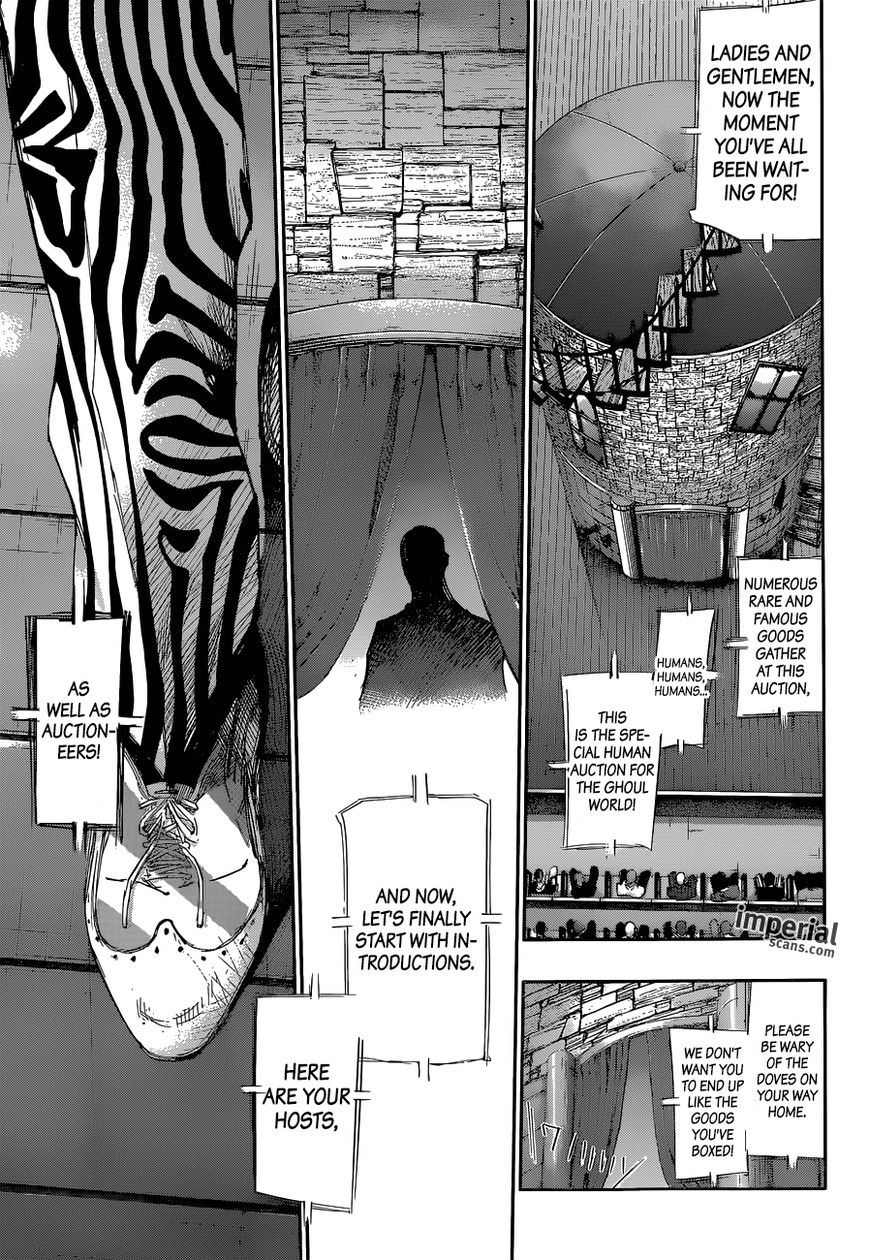 LADIES AND
GENTLEMEN,
NOW THE
MOMENT
YOU'VE ALL
BEEN WAIT-
ING FOR!
NUMEROUS
RARE AND
FAMOUS
GOODS
GATHER
AT THIS
AUCTION,
HUMANS,
HUMANS,
HUMANS...
THIS
IS THE SPE-
CIAL HUMAN
AUCTION FOR
THE GHOUL
WORLD!
imperial
scans.com
PLEASE
BE WARY
OF THE
DOVES ON
YOUR WAY
HOME.
WE DON'T
WANT YOU
TO END UP
LIKE THE
GOODS
YOU'VE
BOXED!
AND NOW,
LET'S FINALLY
START WITH IN-
TRODUCTIONS.
HERE
ARE YOUR
HOSTS,
AS
WELL AS
AUCTION-
EERS!